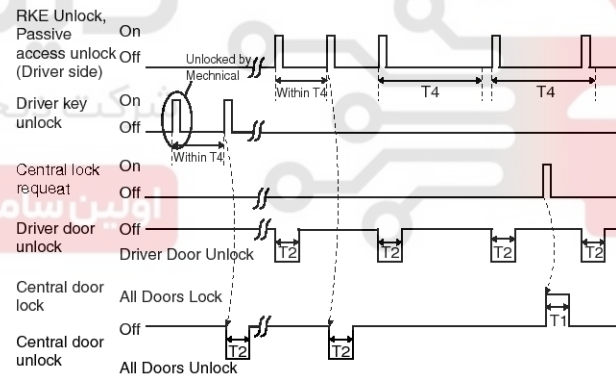 RKE Unlock,
Passive
access unlock
(Driver side)
On
Off
Unlocked by
Mechnical
Within T4
T4
T4
Driver key
unlock
On
Off
Within T4
Central lock
requeat
On
Off
Driver door
unlock
Off
Driver Door Unlock
T2
T2
T2
T2
Central door
lock
All Doors Lock
Off
T1
Central door
unlock
T2
T2
All Doors Unlock
اولین ساما